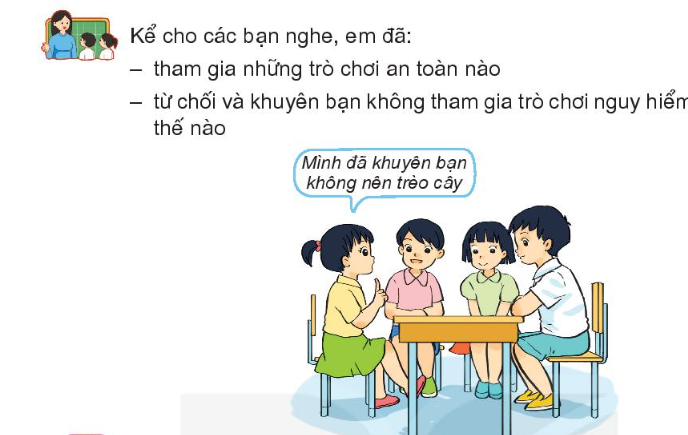 Kể cho các bạn nghe, em đã:
– tham gia những trò chơi an toàn nào
– từ chối và khuyên bạn không tham gia trò chơi nguy hiểm
thế nào
Mình đã khuyên bạn
không nên trèo cây